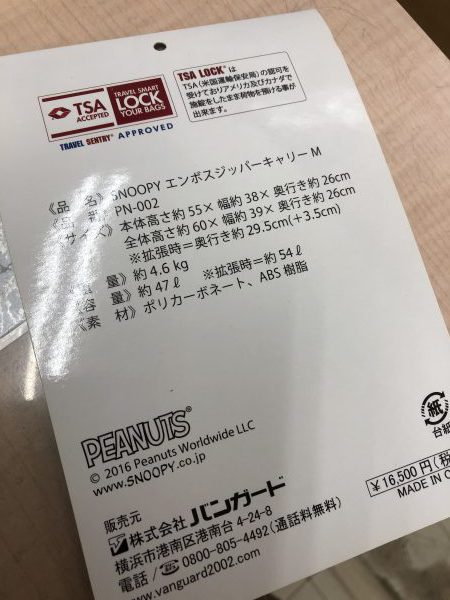 TSA
ACCEPTED
TRAVEL SMART
LOCK
YOUR BAGS
TRAVEL SENTRY® APPROVED
TSA LOCK® は
TSA(米国運輸保安局)の認可を
受けておりアメリカ及びカナダで
施錠をしたまま荷物を預ける事が
出来ます。
《品 名》SNOOPY エンボスジッパーキャリー M
PN-002
《サイズ》本体高さ約 55× 幅約 38× 奥行き約 26cm
全体高さ約 60× 幅約 39× 奥行き約 26cm
※拡張時=奥行き約 29.5cm(+3.5cm)
量》約 4.6 kg
《容 量》約 47ℓ ※拡張時=約 54ℓ
《素 材》ポリカーボネート、ABS 樹脂
PEANUTS®
© 2016 Peanuts Worldwide LLC
www.SNOOPY.co.jp
紙
台紙
¥16,500円(税
MADE IN C
販売元
株式会社バンガード
横浜市港南区港南台 4-24-8
電話 / 0800-805-4492(通話料無料)
www.vanguard2002.com